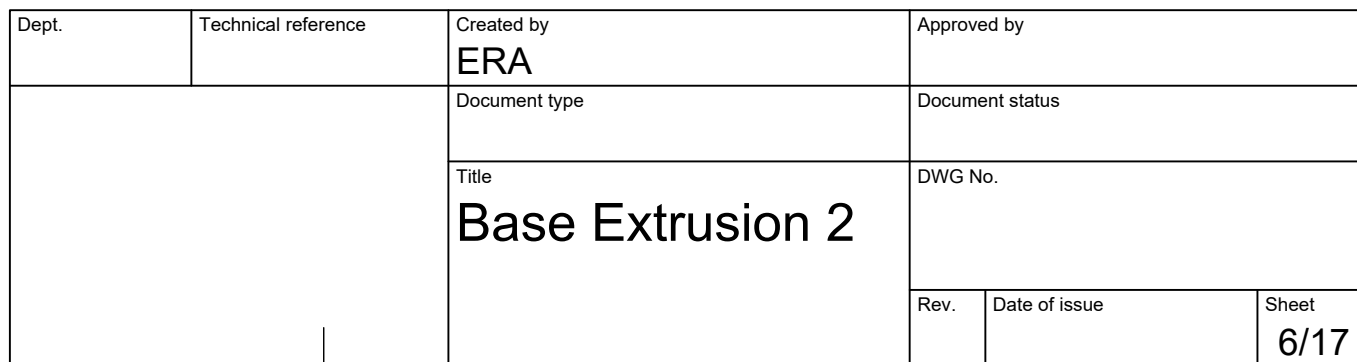 Dept.
Technical reference
Created by
ERA
Approved by
Document type
Document status
Title
Base Extrusion 2
DWG No.
Rev.
Date of issue
Sheet
6/17